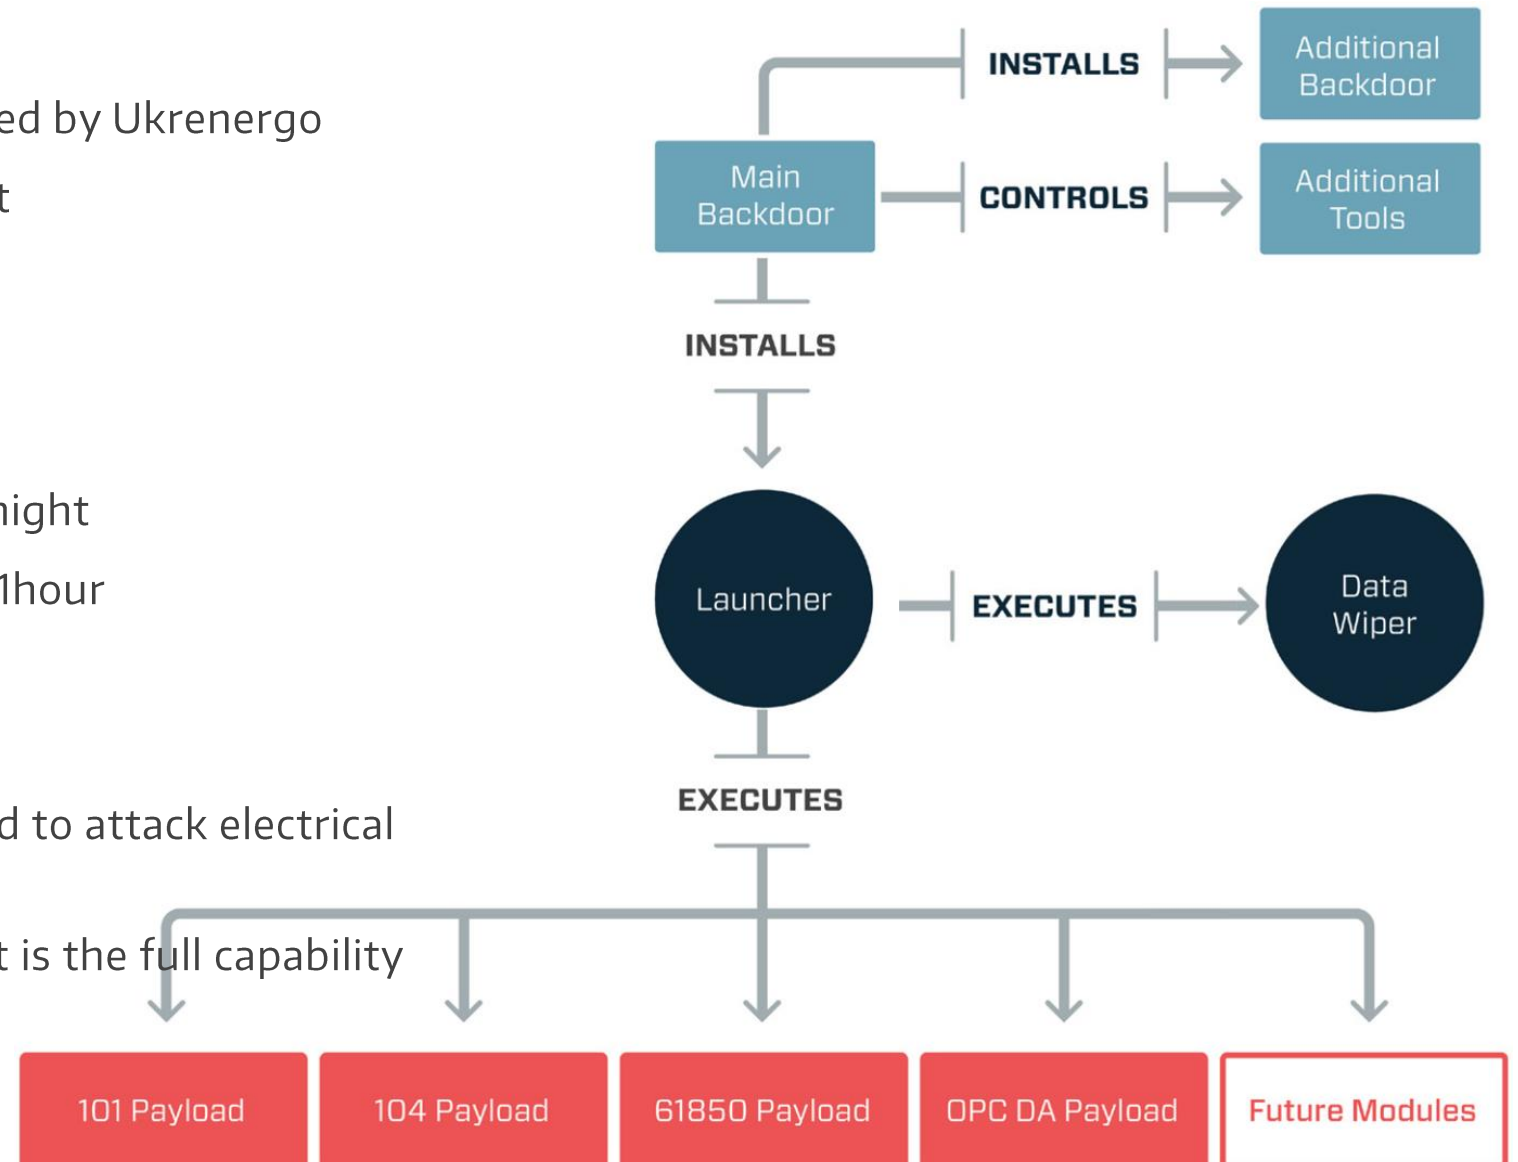 ed by Ukrenergo
t
night
1hour
d to attack electrical
t is the full capability
INSTALLS
Additional
Backdoor
Main
Backdoor
CONTROLS
Additional
Tools
INSTALLS
Launcher
EXECUTES
Data
Wiper
EXECUTES
101 Payload
104 Payload
61850 Payload
OPC DA Payload
Future Modules